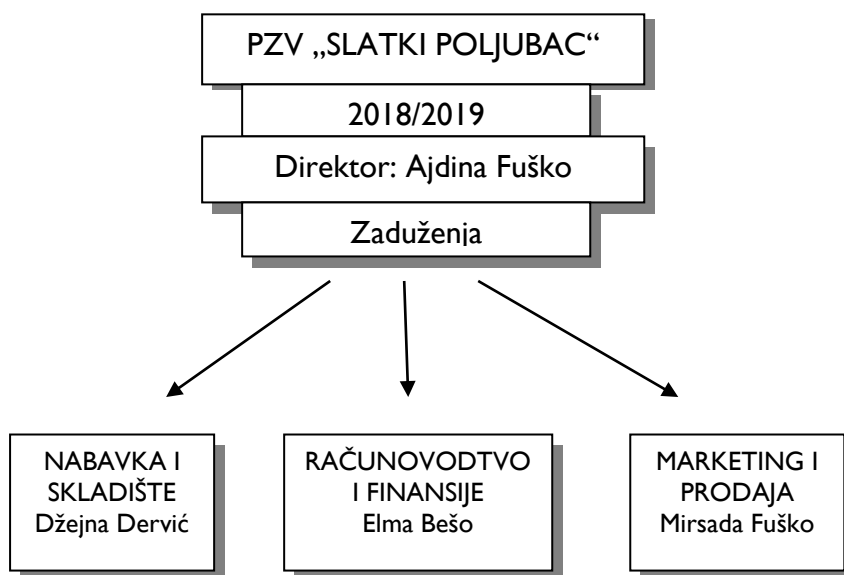 PZV „SLATKI POLJUBAC“
2018/2019
Direktor: Ajdina Fuško
Zaduženja
NABAVKA I
SKLADIŠTE
Džejna Dervić
RAČUNOVODTVO
I FINANSIJE
Elma Bešo
MARKETING I
PRODAJA
Mirsada Fuško